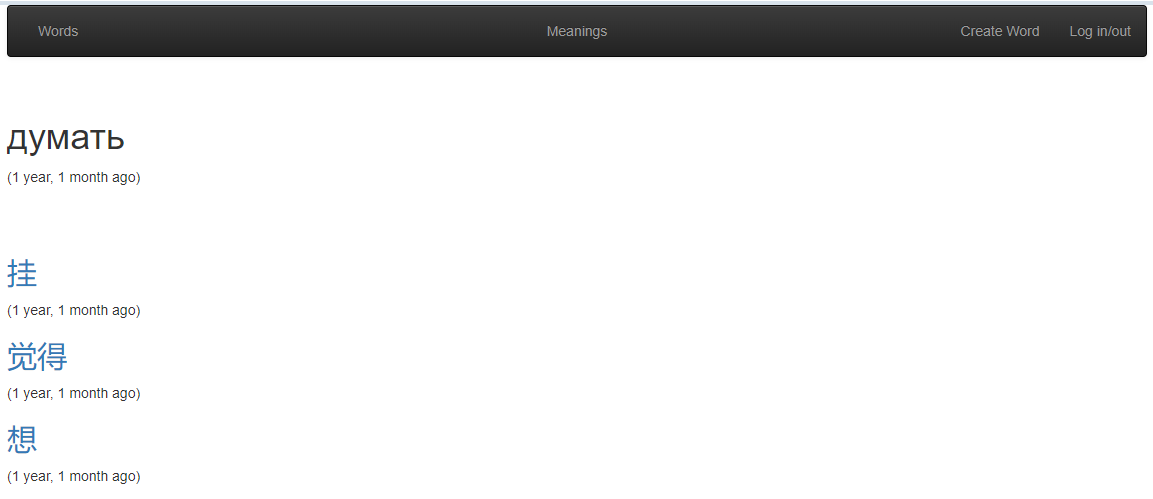 Words Meanings Create Word Log in/out
думать
(1 year, 1 month ago)
挂
(1 year, 1 month ago)
觉得
(1 year, 1 month ago)
想
(1 year, 1 month ago)